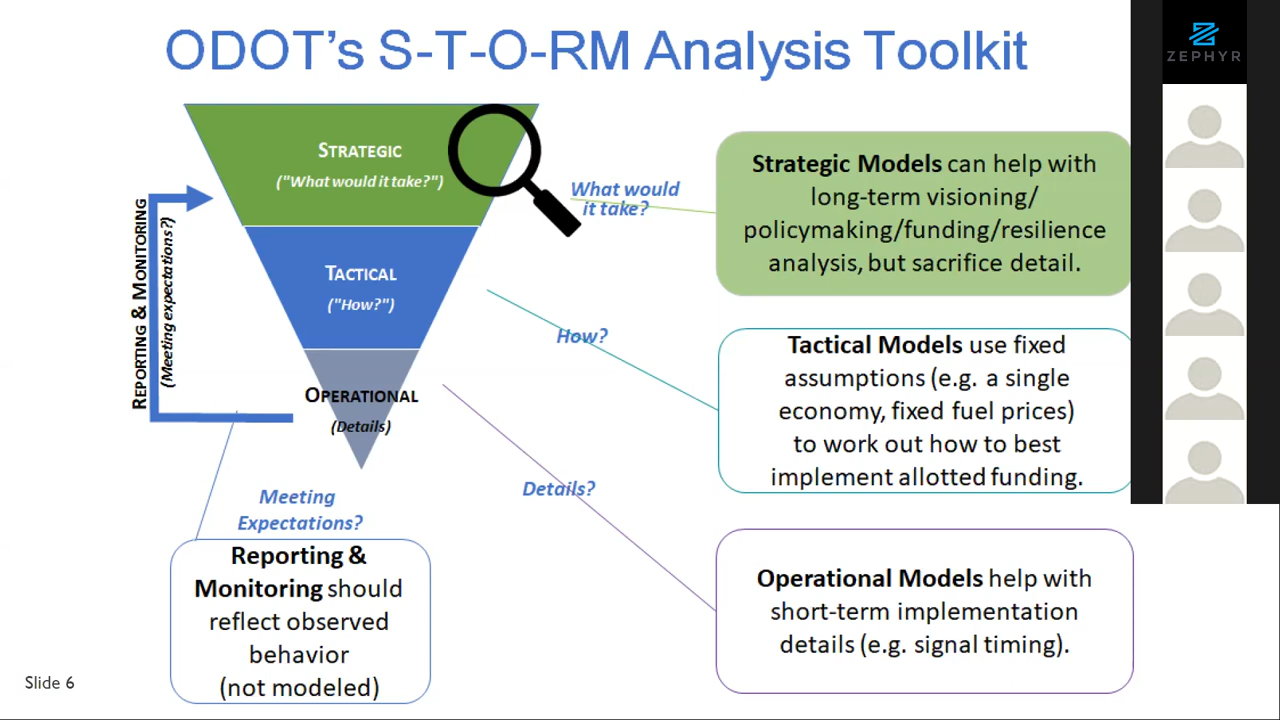 ODOT's S-T-O-RM Analysis Toolkit
ZEPHYR
STRATEGIC
("What would it take?")
TACTICAL
("How?")
OPERATIONAL
(Details)
REPORTING & MONITORING
(Meeting expectations?)
What would
it take?
Strategic Models can help with
long-term visioning/
policymaking/funding/resilience
analysis, but sacrifice detail.
How?
Tactical Models use fixed
assumptions (e.g. a single
economy, fixed fuel prices)
to work out how to best
implement allotted funding.
Details?
Operational Models help with
short-term implementation
details (e.g. signal timing).
Meeting
Expectations?
Reporting &
Monitoring should
reflect observed
behavior
(not modeled)
Slide 6